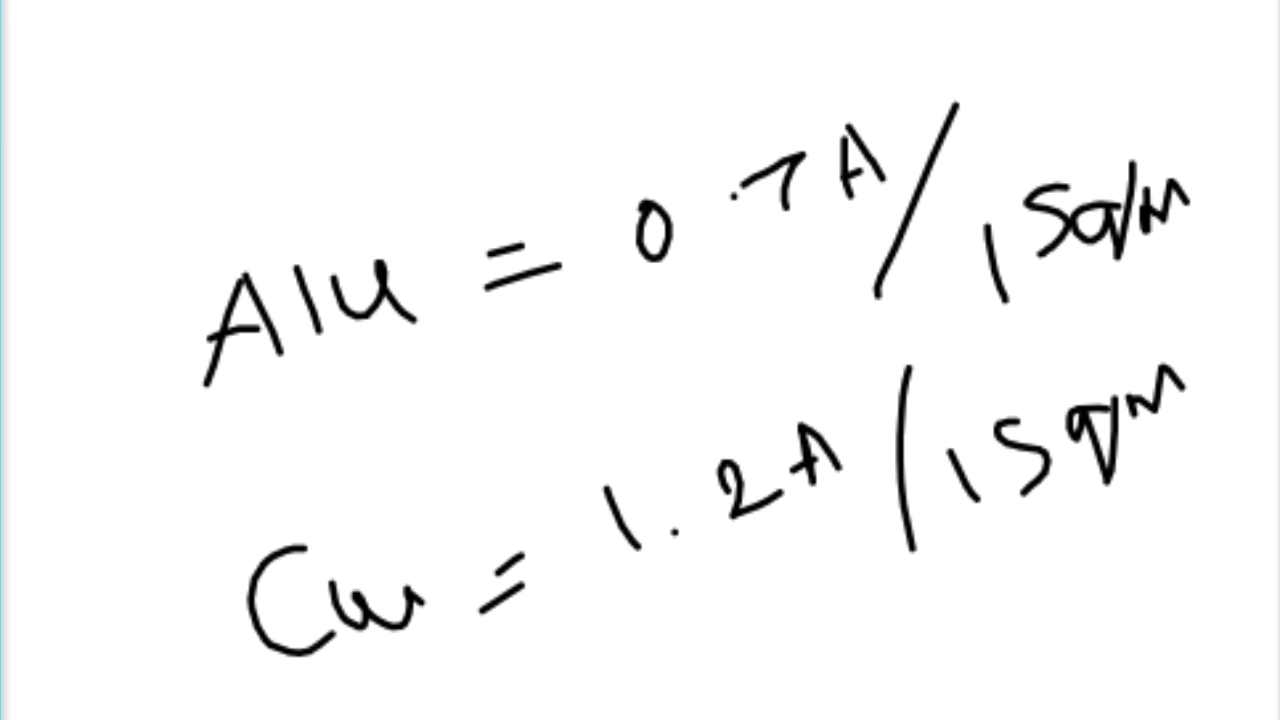 Alu = 0.7A/1Sqm
Cu = 1.2A/1Sqm